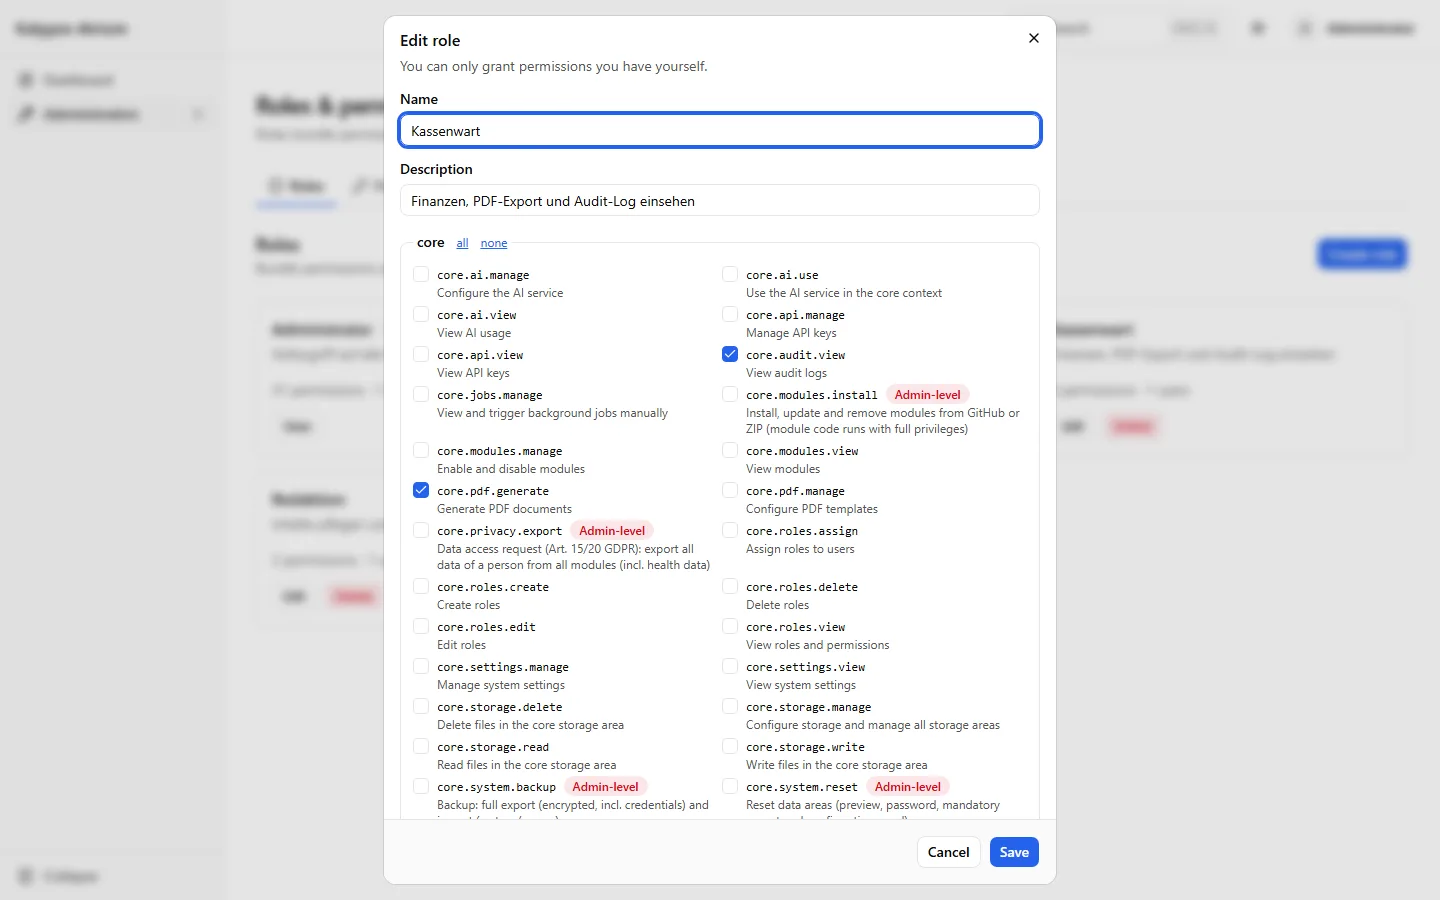 Edit role
You can only grant permissions you have yourself.
Name
Kassenwart
Description
Finanzen, PDF-Export und Audit-Log einsehen
core all none
core.ai.manage
Configure the AI service
core.ai.use
Use the AI service in the core context
core.ai.view
View AI usage
core.api.manage
Manage API keys
core.api.view
View API keys
core.audit.view
View audit logs
core.jobs.manage
View and trigger background jobs manually
core.modules.install Admin-level
Install, update and remove modules from GitHub or
ZIP (module code runs with full privileges)
core.modules.manage
Enable and disable modules
core.modules.view
View modules
core.pdf.generate
Generate PDF documents
core.pdf.manage
Configure PDF templates
core.privacy.export Admin-level
Data access request (Art. 15/20 GDPR): export all
data of a person from all modules (incl. health data)
core.roles.assign
Assign roles to users
core.roles.create
Create roles
core.roles.delete
Delete roles
core.roles.edit
Edit roles
core.roles.view
View roles and permissions
core.settings.manage
Manage system settings
core.settings.view
View system settings
core.storage.delete
Delete files in the core storage area
core.storage.manage
Configure storage and manage all storage areas
core.storage.read
Read files in the core storage area
core.storage.write
Write files in the core storage area
core.system.backup Admin-level
Backup: full export (encrypted, incl. credentials) and
core.system.reset Admin-level
Reset data areas (preview, password, mandatory
Cancel
Save
Dashboard
Administration
Administrator
Roles
Collapse